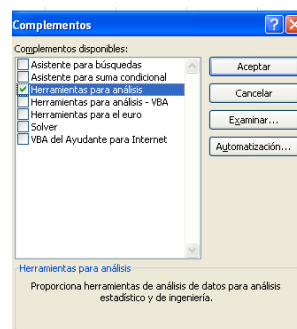 Complementos
Complementos disponibles:
Asistente para búsquedas
Asistente para suma condicional
Herramientas para análisis
Herramientas para análisis - VBA
Herramientas para el euro
Solver
VBA del Ayudante para Internet
Aceptar
Cancelar
Examinar...
Automatización...
Herramientas para análisis
Proporciona herramientas de análisis de datos para análisis
estadístico y de ingeniería.